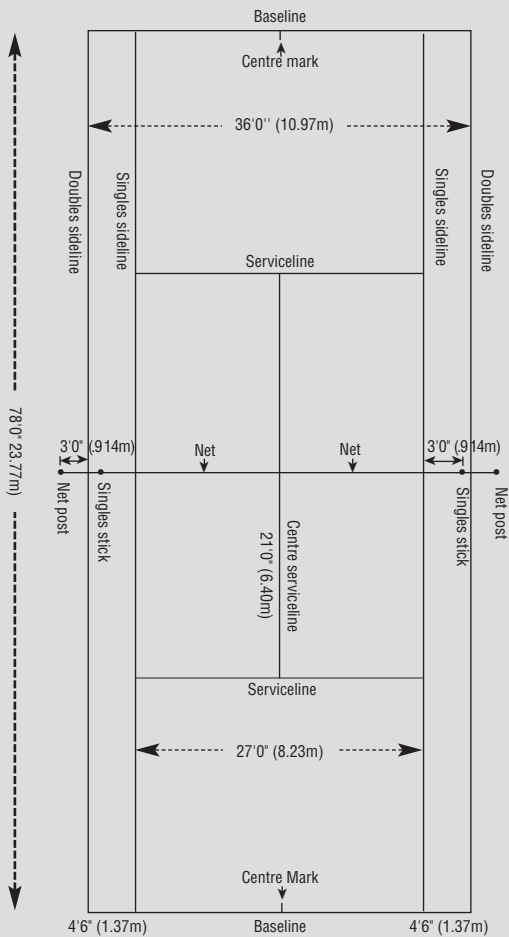 Baseline
Centre mark
36'0'' (10.97m)
Doubles sideline
Singles sideline
Singles sideline
Doubles sideline
Serviceline
78'0" 23.77m)
3'0" (.914m)
Net
Net
3'0" (.914m)
Net post
Singles stick
Centre serviceline
21'0" (6.40m)
Singles stick
Net post
Serviceline
27'0" (8.23m)
Centre Mark
4'6" (1.37m)
Baseline
4'6" (1.37m)